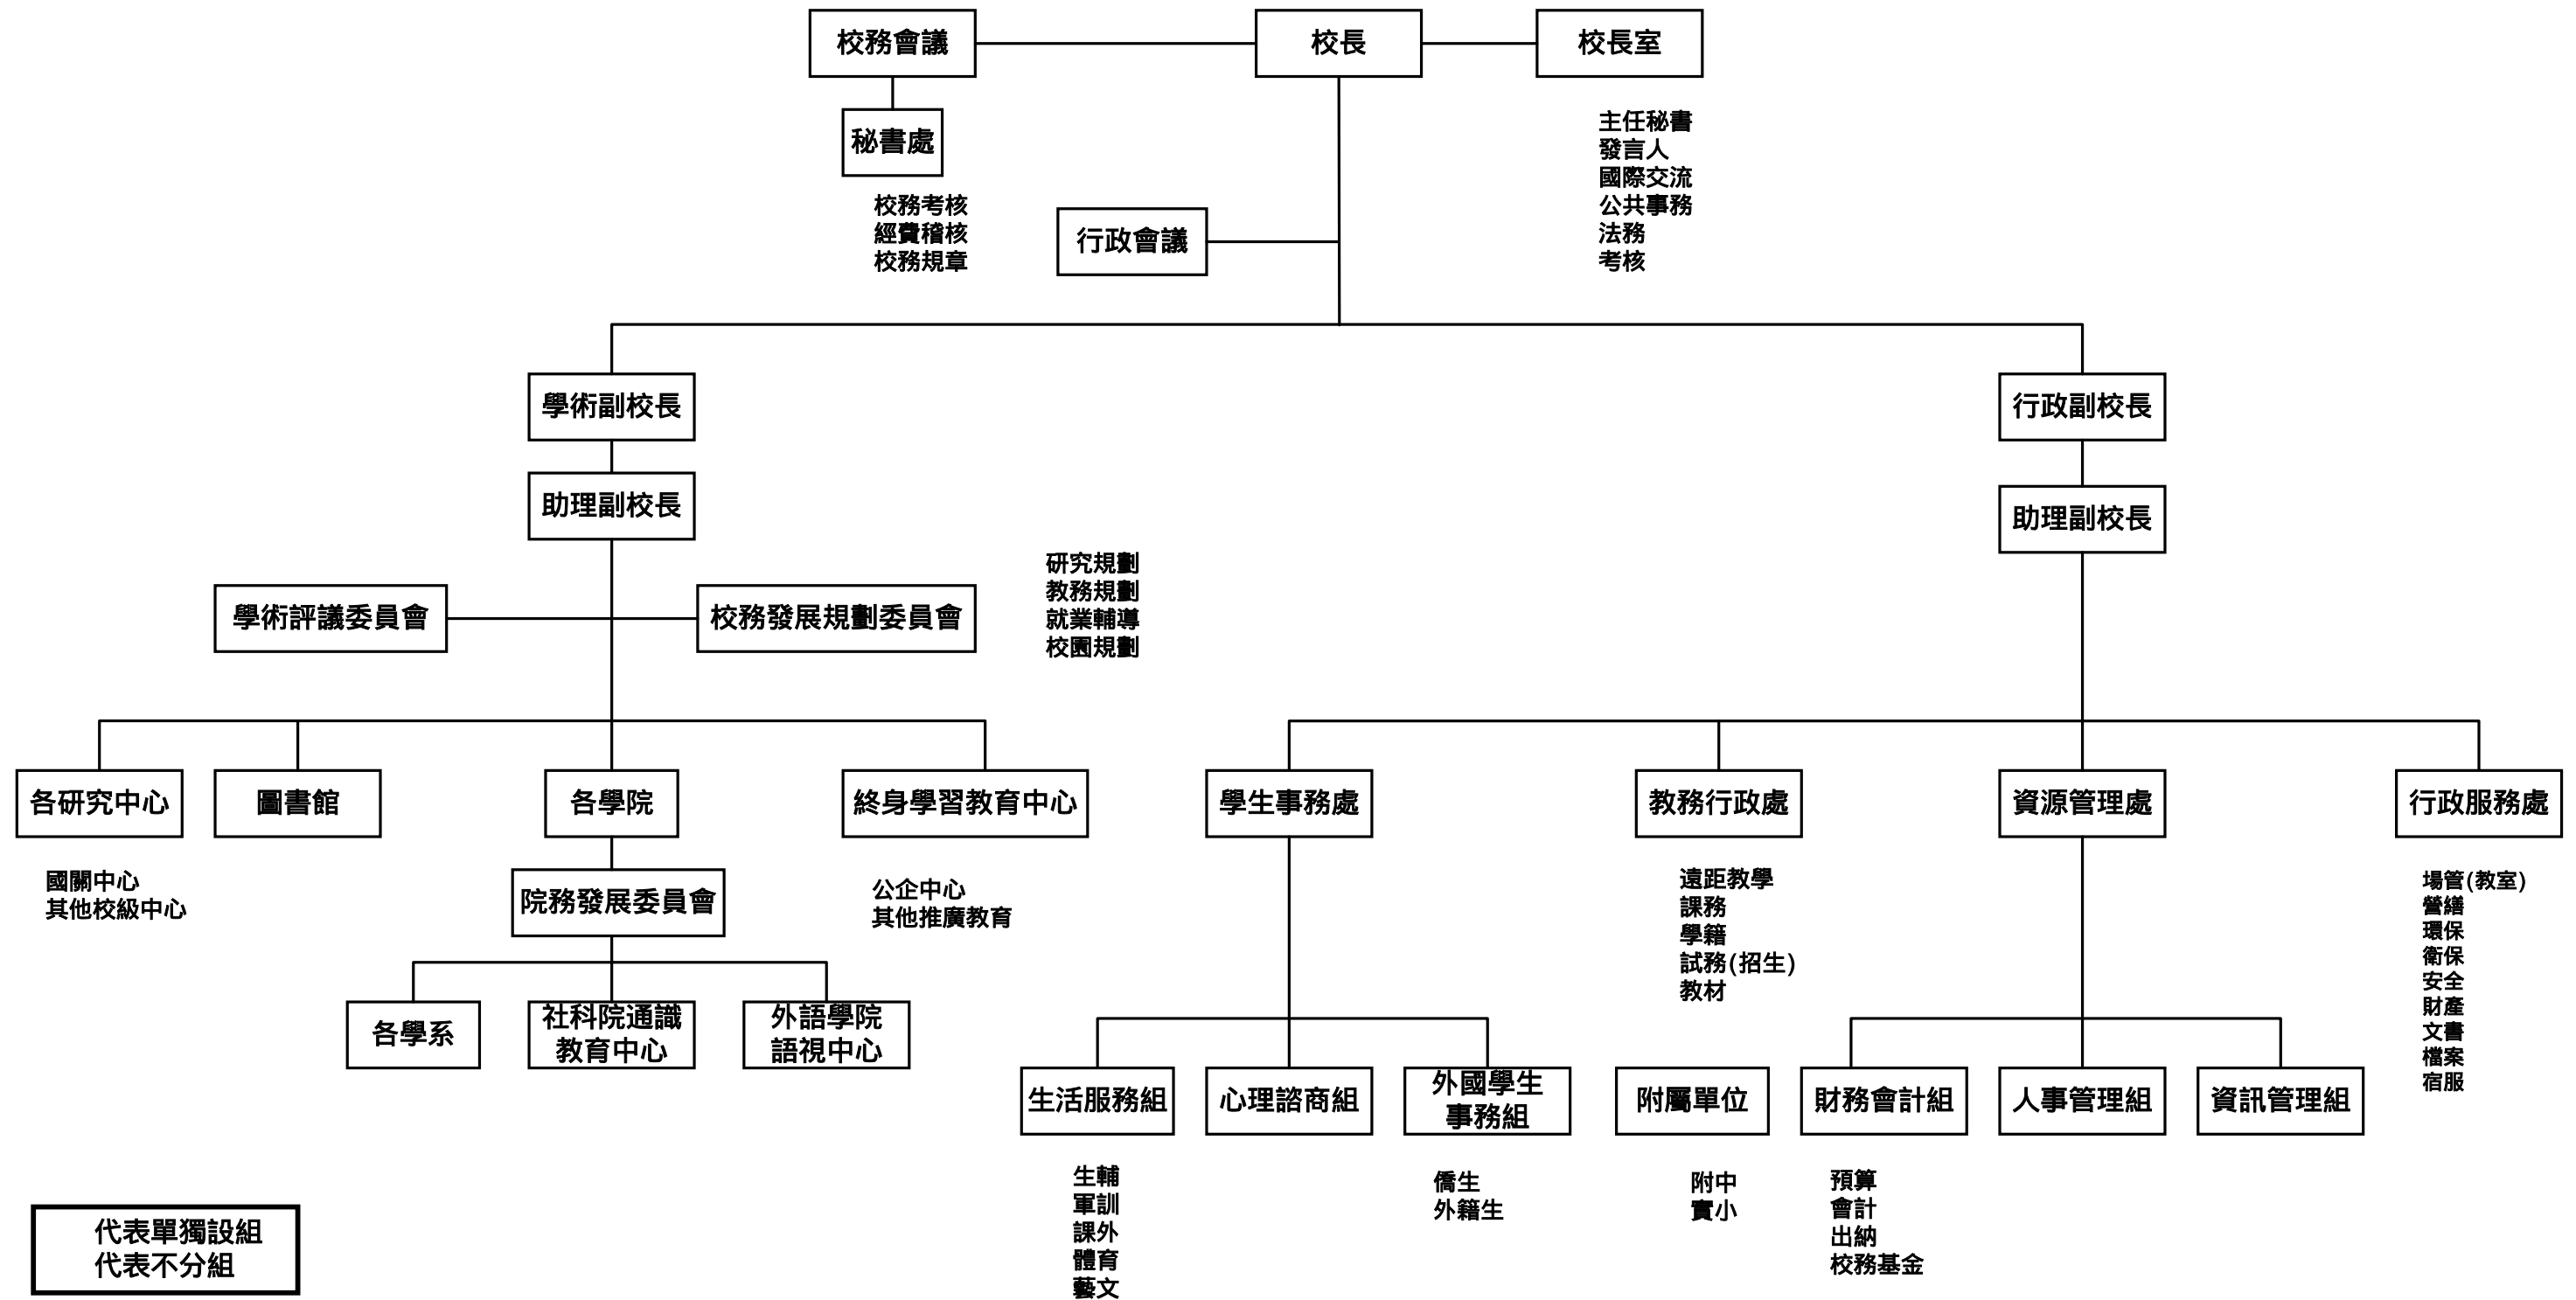 校務會議
校長
校長室
秘書處
主任秘書
發言人
國際交流
公共事務
法務
考核
校務考核
經費稽核
校務規章
行政會議
學術副校長
行政副校長
助理副校長
助理副校長
研究規劃
教務規劃
就業輔導
校園規劃
學術評議委員會
校務發展規劃委員會
各研究中心
圖書館
各學院
終身學習教育中心
學生事務處
教務行政處
資源管理處
行政服務處
國關中心
其他校級中心
院務發展委員會
公企中心
其他推廣教育
遠距教學
課務
學籍
試務(招生)
教材
場管(教室)
營繕
環保
衛保
安全
財產
文書
檔案
宿服
各學系
社科院通識
教育中心
外語學院
語視中心
生活服務組
心理諮商組
外國學生
事務組
附屬單位
財務會計組
人事管理組
資訊管理組
生輔
軍訓
課外
體育
藝文
僑生
外籍生
附中
實小
預算
會計
出納
校務基金
代表單獨設組
代表不分組